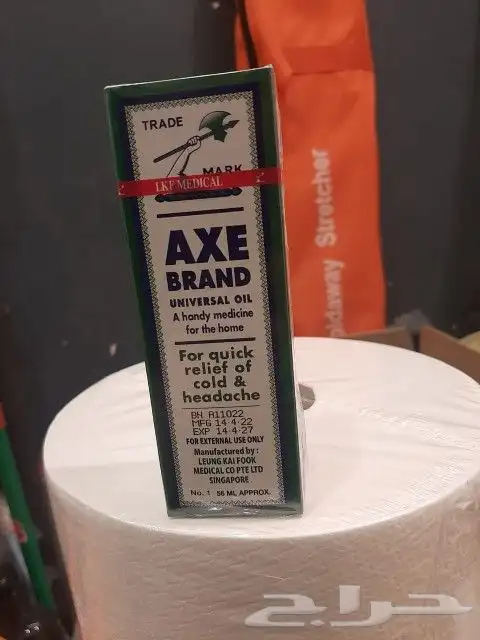 TRADE
MARK
LKF MEDICAL
AXE
BRAND
UNIVERSAL OIL
A handy medicine
for the home
For quick
relief of
cold &
headache
BN A11022
MFG 14-4-22
EXP 14-4-27
FOR EXTERNAL USE ONLY
Manufactured by :
LEUNG KAI FOOK
MEDICAL CO PTE LTD
SINGAPORE
No. 1 56 ML APPROX.
Stretcher
حراج